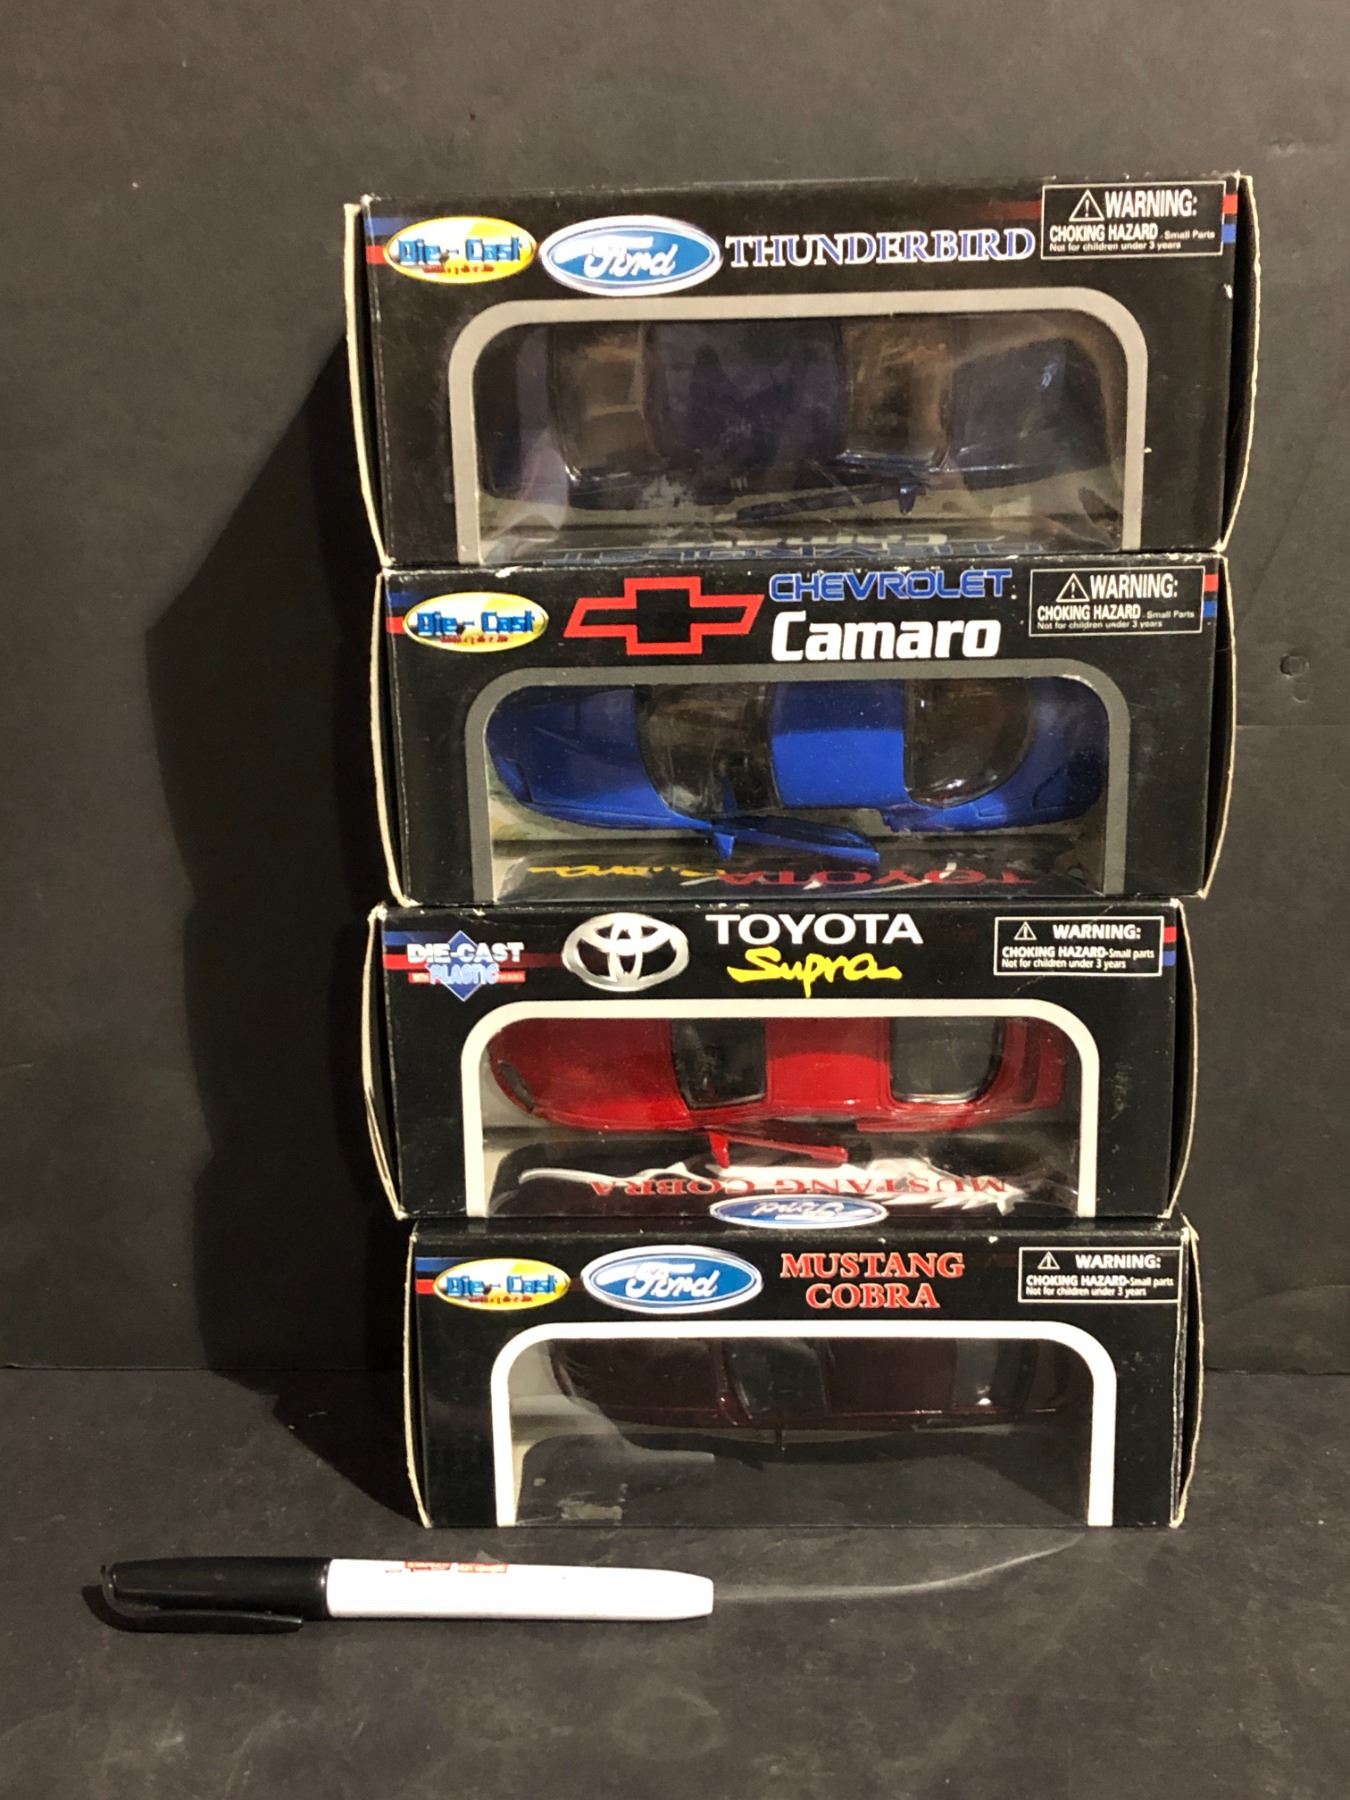 Die-Cast
Ford
THUNDERBIRD
WARNING:
CHOKING HAZARD - Small Parts
Not for children under 3 years
Die-Cast
CHEVROLET
Camaro
WARNING:
CHOKING HAZARD - Small Parts
Not for children under 3 years
TOYOTA
DIE-CAST
WITH PLASTIC
TOYOTA
Supra
WARNING:
CHOKING HAZARD-Small parts
Not for children under 3 years
MUSTANG COBRA
Ford
Die-Cast
Ford
MUSTANG
COBRA
WARNING:
CHOKING HAZARD-Small parts
Not for children under 3 years